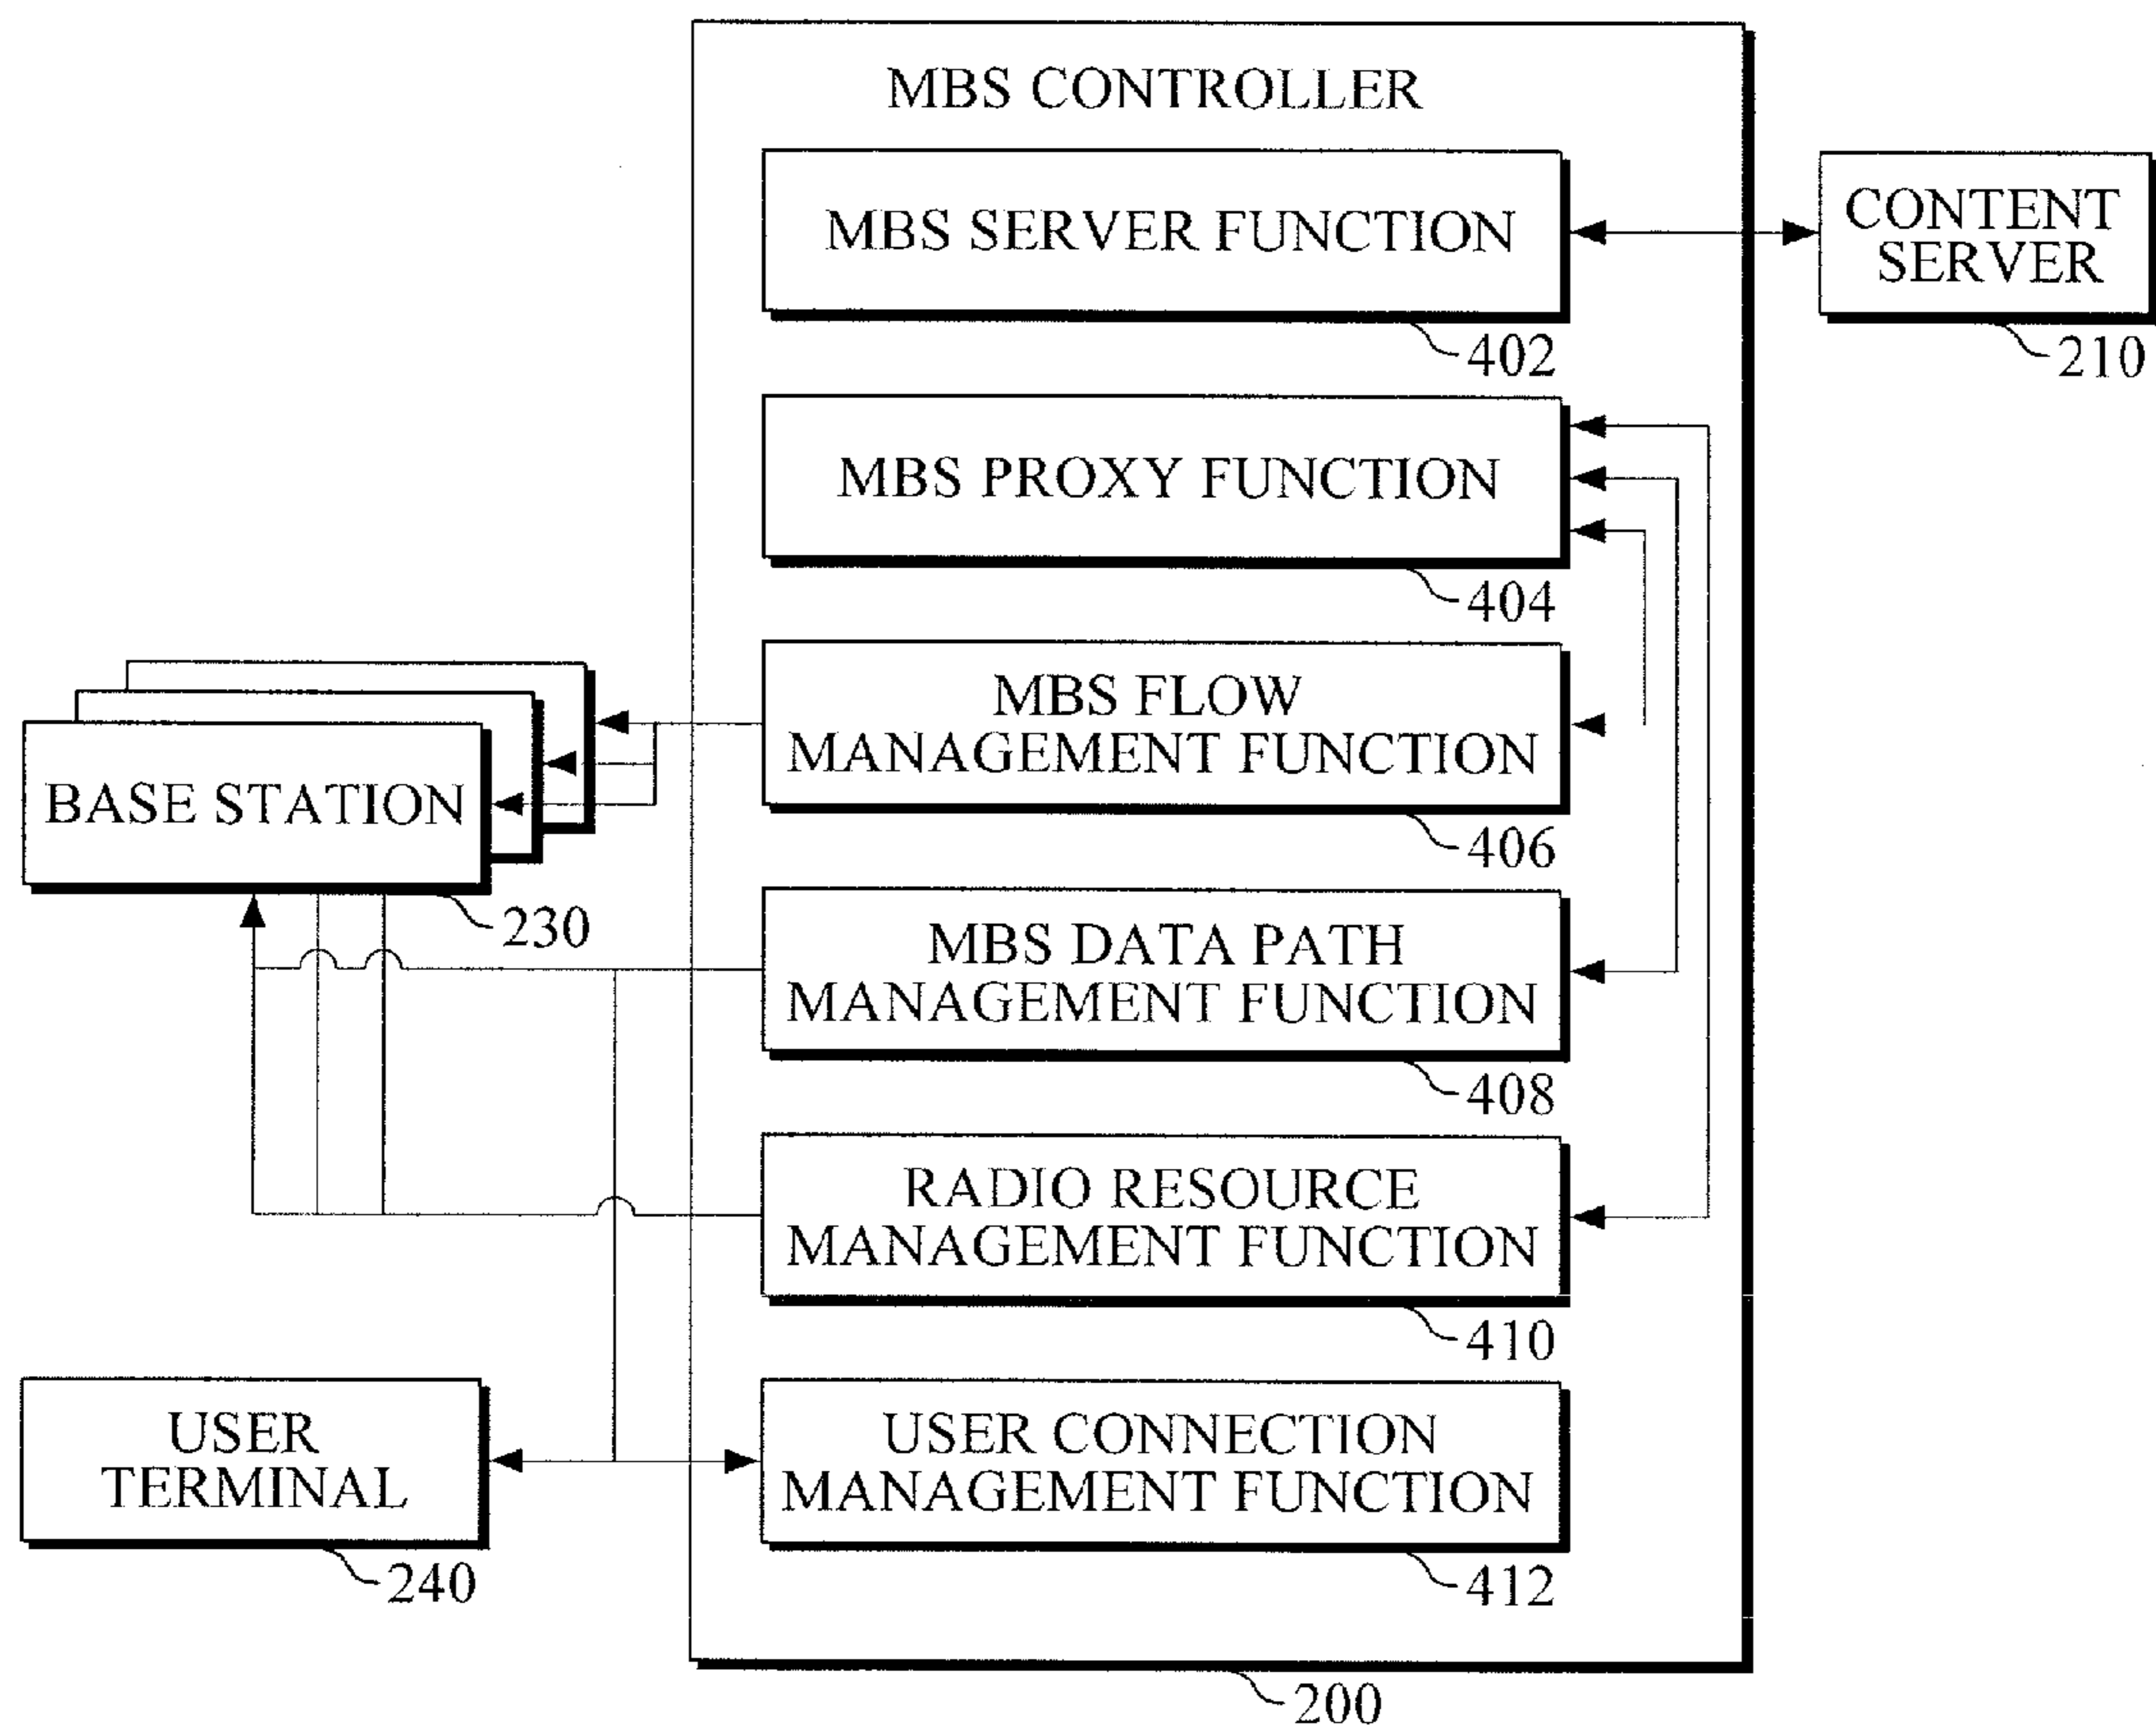 MBS CONTROLLER
MBS SERVER FUNCTION
402
CONTENT
SERVER
210
MBS PROXY FUNCTION
404
MBS FLOW
MANAGEMENT FUNCTION
406
BASE STATION
230
MBS DATA PATH
MANAGEMENT FUNCTION
408
RADIO RESOURCE
MANAGEMENT FUNCTION
410
USER
TERMINAL
240
USER CONNECTION
MANAGEMENT FUNCTION
412
200